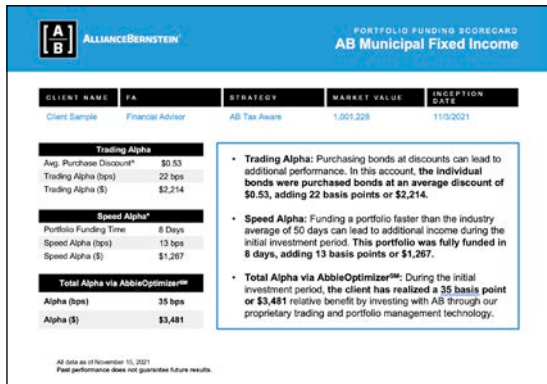 [A B] ALLIANCEBERNSTEIN®
PORTFOLIO FUNDING SCORECARD
AB Municipal Fixed Income
CLIENT NAME FA STRATEGY MARKET VALUE INCEPTION DATE
Client Sample Financial Advisor AB Tax Aware 1,001,228 11/3/2021
Trading Alpha
Avg. Purchase Discount^ $0.53
Trading Alpha (bps) 22 bps
Trading Alpha ($) $2,214
Speed Alpha*
Portfolio Funding Time 8 Days
Speed Alpha (bps) 13 bps
Speed Alpha ($) $1,267
Total Alpha via AbbieOptimizer℠
Alpha (bps) 35 bps
Alpha ($) $3,481
• Trading Alpha: Purchasing bonds at discounts can lead to
additional performance. In this account, the individual
bonds were purchased bonds at an average discount of
$0.53, adding 22 basis points or $2,214.
• Speed Alpha: Funding a portfolio faster than the industry
average of 50 days can lead to additional income during the
initial investment period. This portfolio was fully funded in
8 days, adding 13 basis points or $1,267.
• Total Alpha via AbbieOptimizer℠: During the initial
investment period, the client has realized a 35 basis point
or $3,481 relative benefit by investing with AB through our
proprietary trading and portfolio management technology.
All data as of November 15, 2021
Past performance does not guarantee future results.